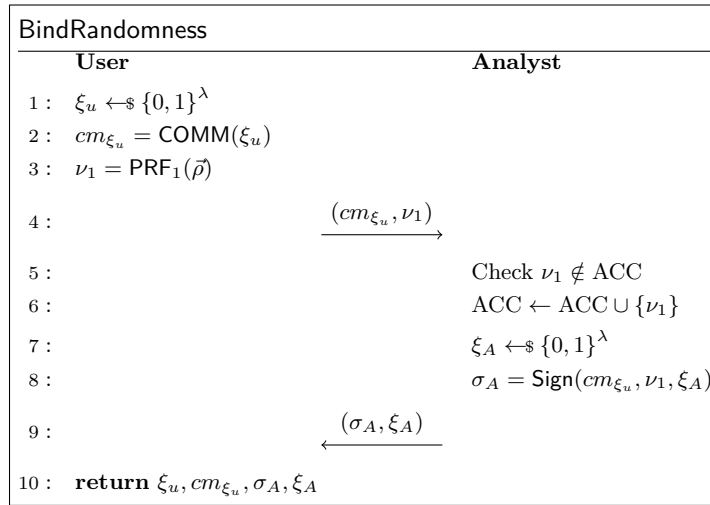 BindRandomness
User Analyst
1 : ξ_u ←$ {0, 1}^λ
2 : cm_{ξ_u} = COMM(ξ_u)
3 : ν_1 = PRF_1(ρ⃗)
4 : (cm_{ξ_u}, ν_1)
5 : Check ν_1 ∉ ACC
6 : ACC ← ACC ∪ {ν_1}
7 : ξ_A ←$ {0, 1}^λ
8 : σ_A = Sign(cm_{ξ_u}, ν_1, ξ_A)
9 : (σ_A, ξ_A)
10 : return ξ_u, cm_{ξ_u}, σ_A, ξ_A